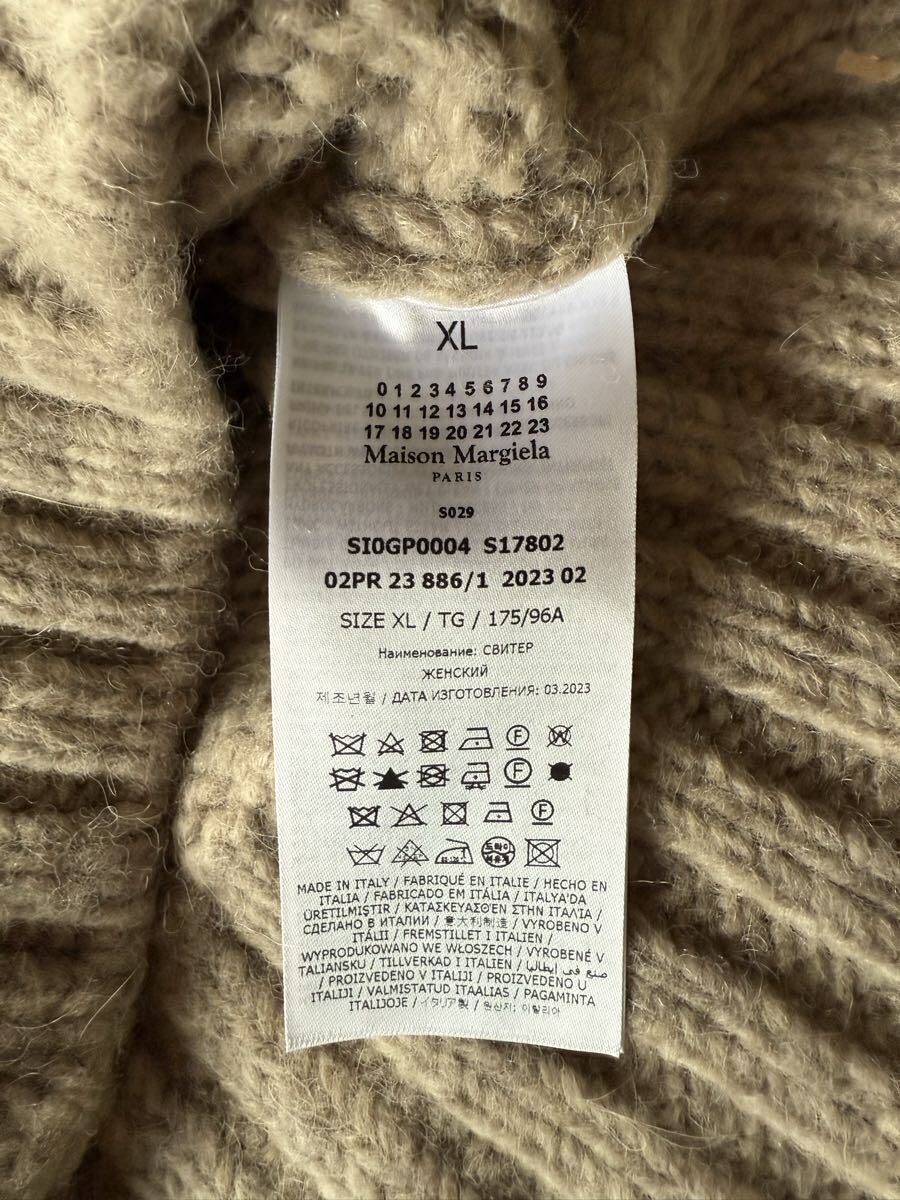 XL
0 1 2 3 4 5 6 7 8 9
10 11 12 13 14 15 16
17 18 19 20 21 22 23
Maison Margiela
PARIS
S029
SI0GP0004 S17802
02PR 23 886/1 2023 02
SIZE XL / TG / 175/96A
Наименование: СВИТЕР
ЖЕНСКИЙ
제조년월 / ДАТА ИЗГОТОВЛЕНИЯ: 03.2023
F W
F
F
드라이
MADE IN ITALY / FABRIQUÉ EN ITALIE / HECHO EN
ITALIA / FABRICADO EM ITÁLIA / ITALYA'DA
ÜRETILMIŞTIR / ΚΑΤΑΣΚΕΥΑΣΘΕΝ ΣΤΗΝ ΙΤΑΛΙΑ /
СДЕЛАНО В ИТАЛИИ / 意大利制造 / VYROBENO V
ITÁLII / FREMSTILLET I ITALIEN /
WYPRODUKOWANO WE WŁOSZECH / VYROBENÉ V
TALIANSKU / TILLVERKAD I ITALIEN / صنع في إيطاليا
/ PROIZVEDENO V ITALIJI / PROIZVEDENO U
ITALIJI / VALMISTATUD ITAALIAS / PAGAMINTA
ITALIJOJE / イタリア製 / 원산지: 이탈리아